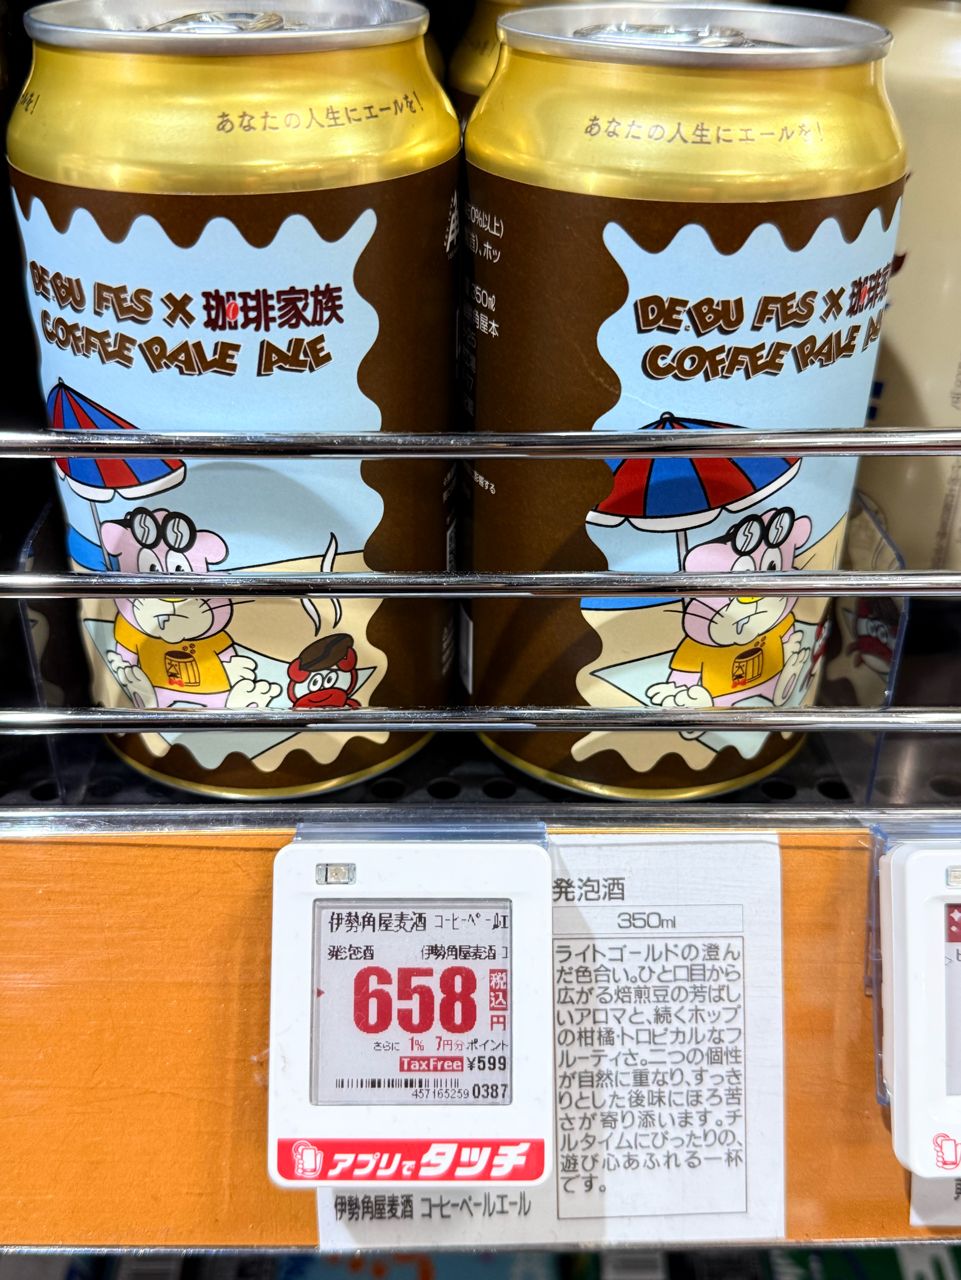 あなたの人生にエールを!
あなたの人生にエールを!
DE.BU FES × 珈琲家族
COFFEE PALE ALE
DE.BU FES × 珈琲家
COFFEE PALE
0%以上)
ホッ
350ml
角屋本
伊勢角屋麦酒 コーヒーペールエ
発泡酒 伊勢角屋麦酒 コ
658 税込円
さらに 1% 7円分ポイント
TaxFree ¥599
457165259 0387
アプリでタッチ
伊勢角屋麦酒 コーヒーペールエール
発泡酒
350ml
ライトゴールドの澄ん
だ色合い。ひと口目から
広がる焙煎豆の芳ばし
いアロマと、続くホップ
の柑橘・トロピカルなフ
ルーティさ。二つの個性
が自然に重なり、すっき
りとした後味にほろ苦
さが寄り添います。チ
ルタイムにぴったりの、
遊び心あふれる一杯
です。